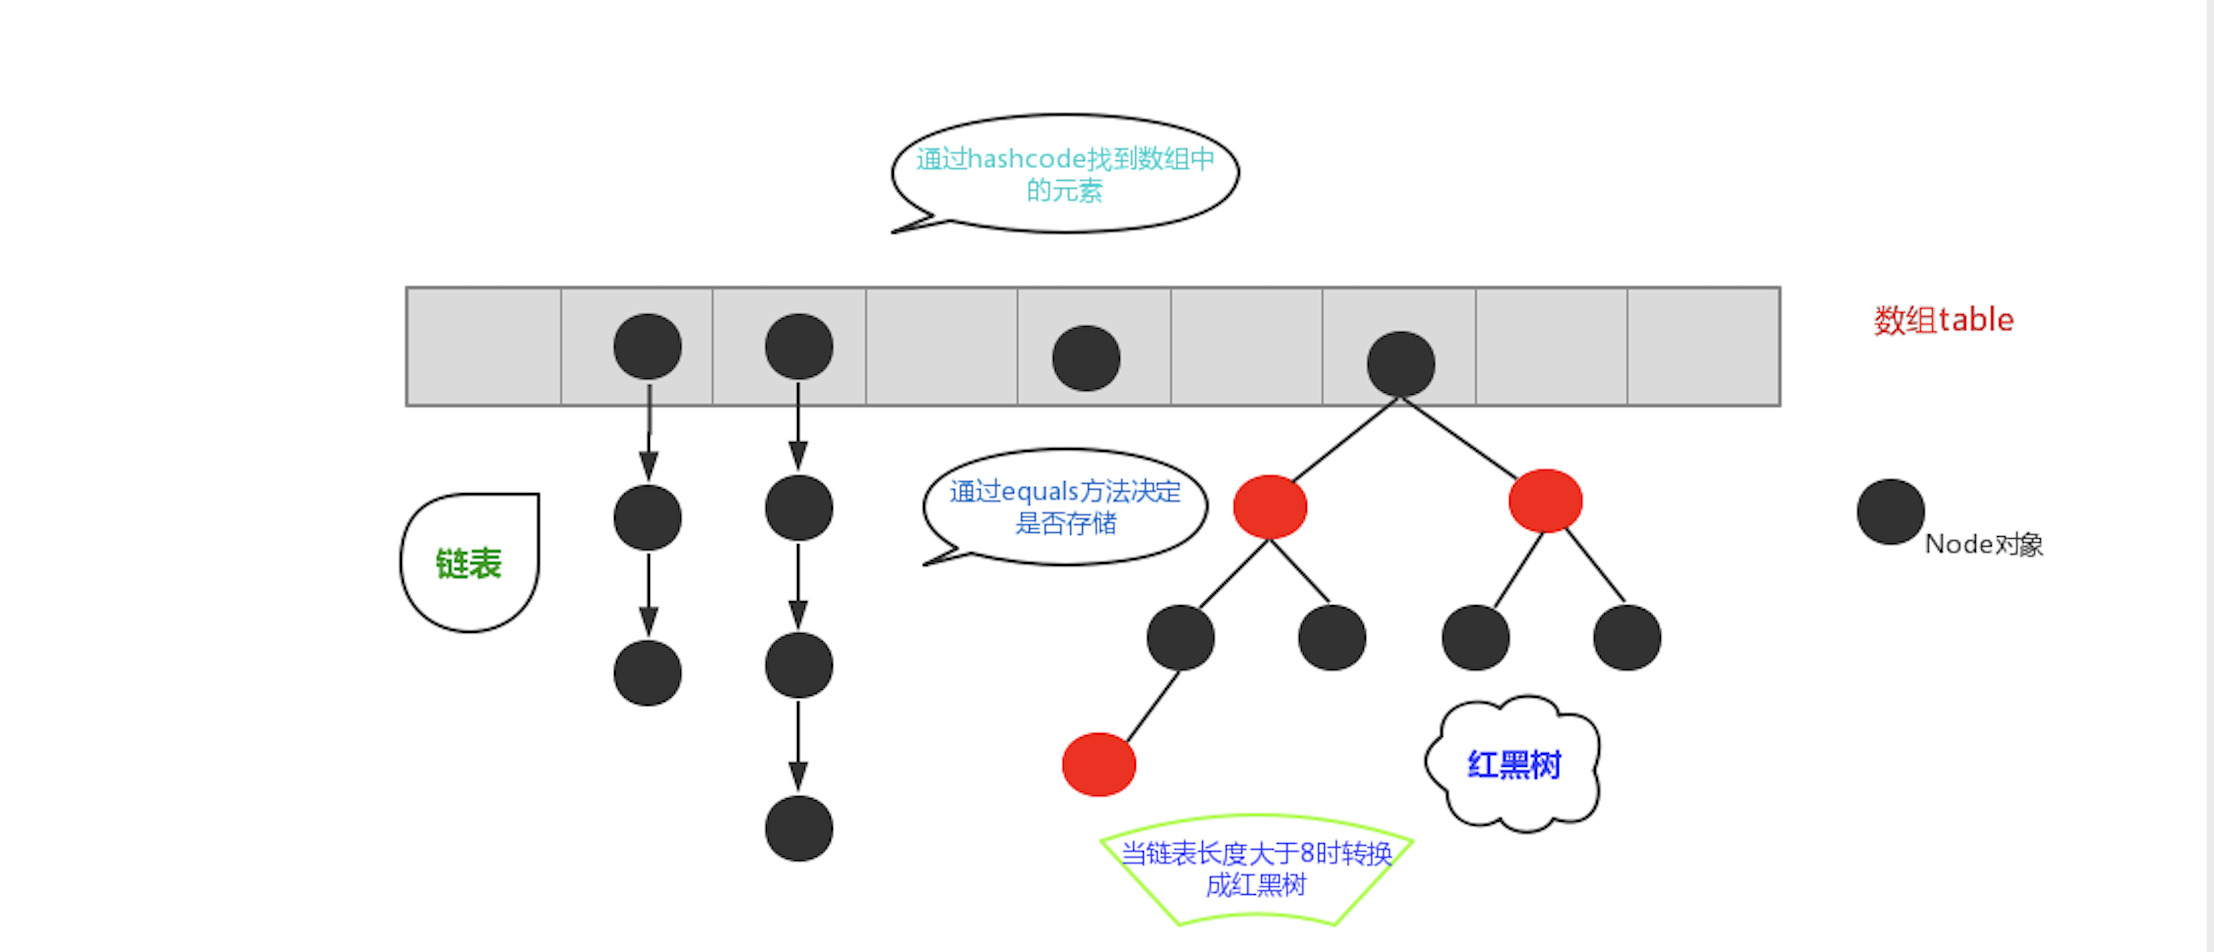 通过hashcode找到数组中
的元素
数组table
通过equals方法决定
是否存储
链表
Node对象
红黑树
当链表长度大于8时转换
成红黑树